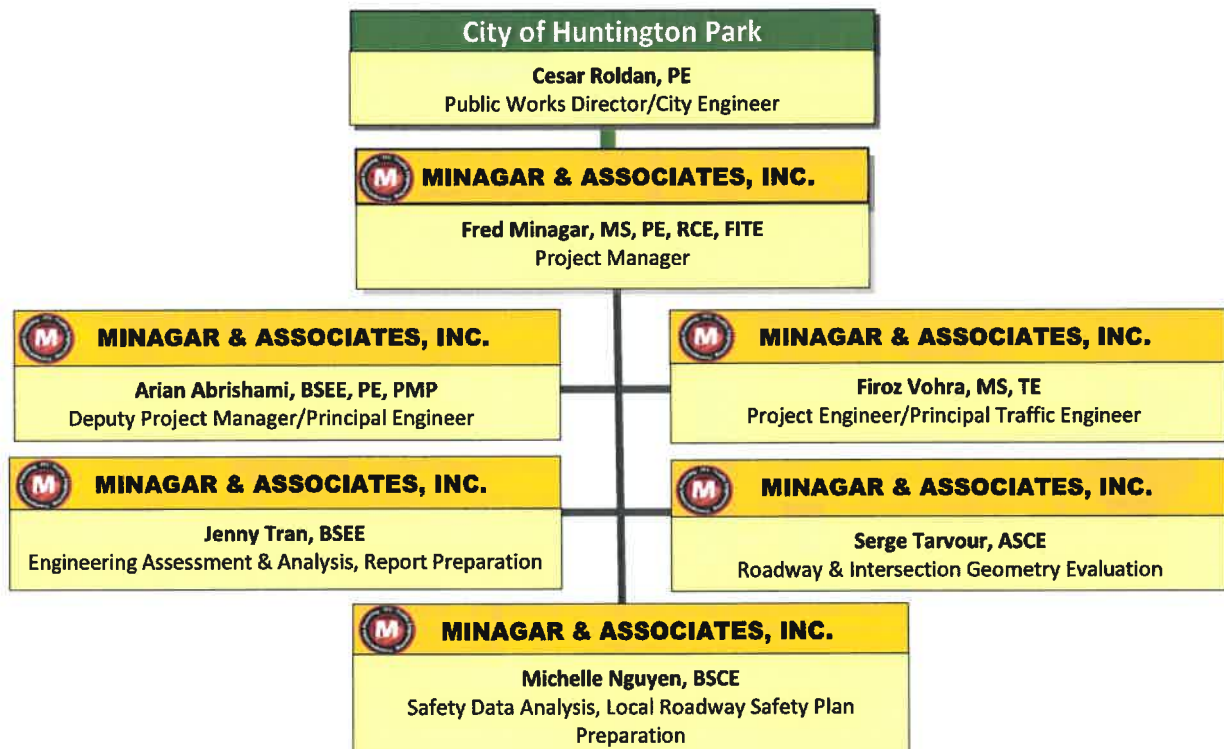 City of Huntington Park
Cesar Roldan, PE
Public Works Director/City Engineer
M
MINAGAR & ASSOCIATES, INC.
Fred Minagar, MS, PE, RCE, FITE
Project Manager
M
MINAGAR & ASSOCIATES, INC.
Arian Abrishami, BSEE, PE, PMP
Deputy Project Manager/Principal Engineer
M
MINAGAR & ASSOCIATES, INC.
Firoz Vohra, MS, TE
Project Engineer/Principal Traffic Engineer
M
MINAGAR & ASSOCIATES, INC.
Jenny Tran, BSEE
Engineering Assessment & Analysis, Report Preparation
M
MINAGAR & ASSOCIATES, INC.
Serge Tarvour, ASCE
Roadway & Intersection Geometry Evaluation
M
MINAGAR & ASSOCIATES, INC.
Michelle Nguyen, BSCE
Safety Data Analysis, Local Roadway Safety Plan
Preparation